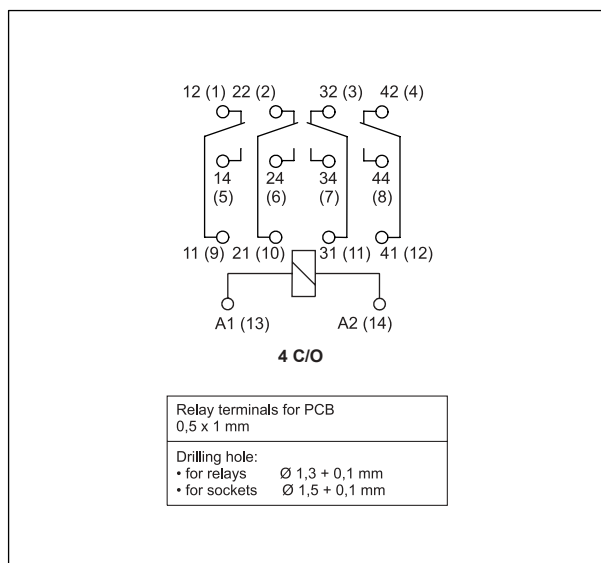 12 (1) 22 (2) 32 (3) 42 (4)
14 24 34 44
(5) (6) (7) (8)
11 (9) 21 (10) 31 (11) 41 (12)
A1 (13) A2 (14)
4 C/O
Relay terminals for PCB
0,5 x 1 mm
Drilling hole:
• for relays Ø 1,3 + 0,1 mm
• for sockets Ø 1,5 + 0,1 mm